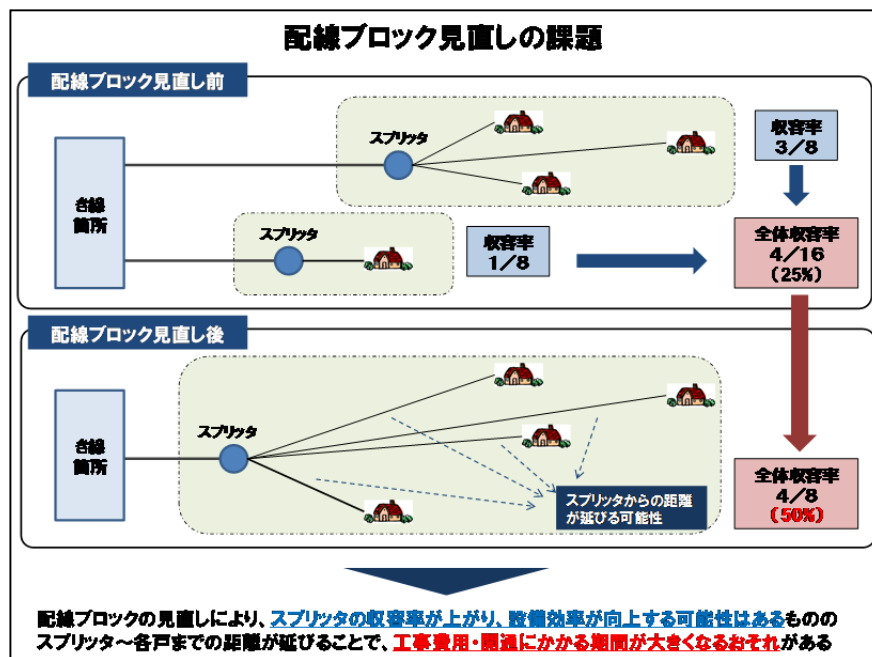 配線ブロック見直しの課題
配線ブロック見直し前
スプリッタ
収容率
3/8
き線
箇所
スプリッタ
収容率
1/8
全体収容率
4/16
(25%)
配線ブロック見直し後
き線
箇所
スプリッタ
スプリッタからの距離
が延びる可能性
全体収容率
4/8
(50%)
配線ブロックの見直しにより、スプリッタの収容率が上がり、設備効率が向上する可能性はあるものの
スプリッタ～各戸までの距離が延びることで、工事費用・開通にかかる期間が大きくなるおそれがある